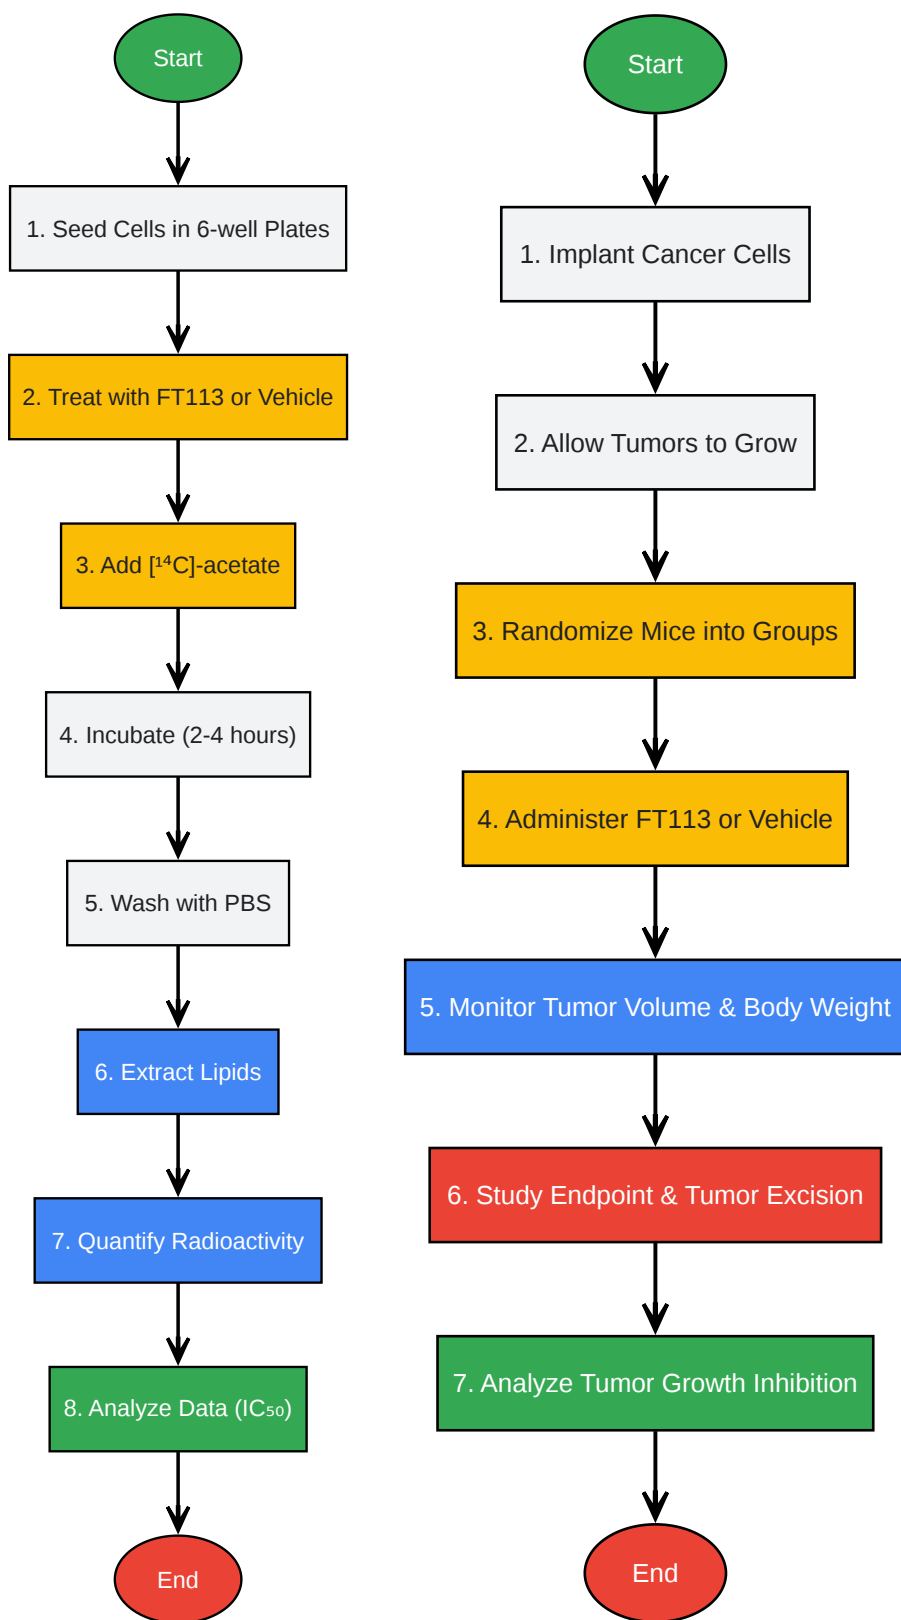 Start
1. Seed Cells in 6-well Plates
2. Treat with FT113 or Vehicle
3. Add [¹⁴C]-acetate
4. Incubate (2-4 hours)
5. Wash with PBS
6. Extract Lipids
7. Quantify Radioactivity
8. Analyze Data (IC₅₀)
End
Start
1. Implant Cancer Cells
2. Allow Tumors to Grow
3. Randomize Mice into Groups
4. Administer FT113 or Vehicle
5. Monitor Tumor Volume & Body Weight
6. Study Endpoint & Tumor Excision
7. Analyze Tumor Growth Inhibition
End